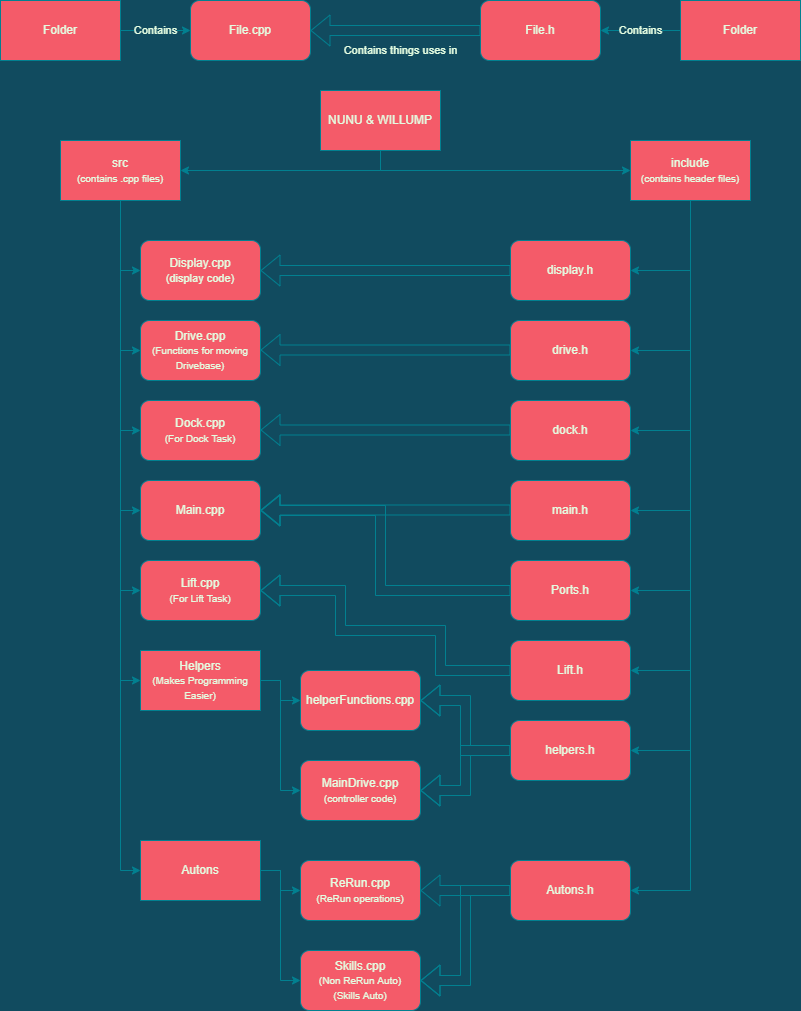 Folder
Contains
File.cpp
Contains things uses in
File.h
Contains
Folder
NUNU & WILLUMP
src
(contains .cpp files)
include
(contains header files)
Display.cpp
(display code)
display.h
Drive.cpp
(Functions for moving
Drivebase)
drive.h
Dock.cpp
(For Dock Task)
dock.h
Main.cpp
main.h
Lift.cpp
(For Lift Task)
Ports.h
Helpers
(Makes Programming
Easier)
Lift.h
helperFunctions.cpp
helpers.h
MainDrive.cpp
(controller code)
Autons
ReRun.cpp
(ReRun operations)
Autons.h
Skills.cpp
(Non ReRun Auto)
(Skills Auto)